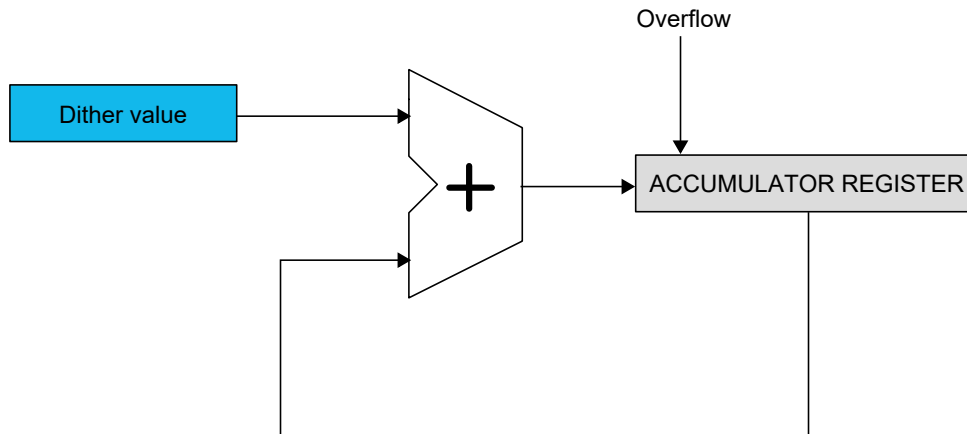 Overflow
Dither value
ACCUMULATOR REGISTER
+